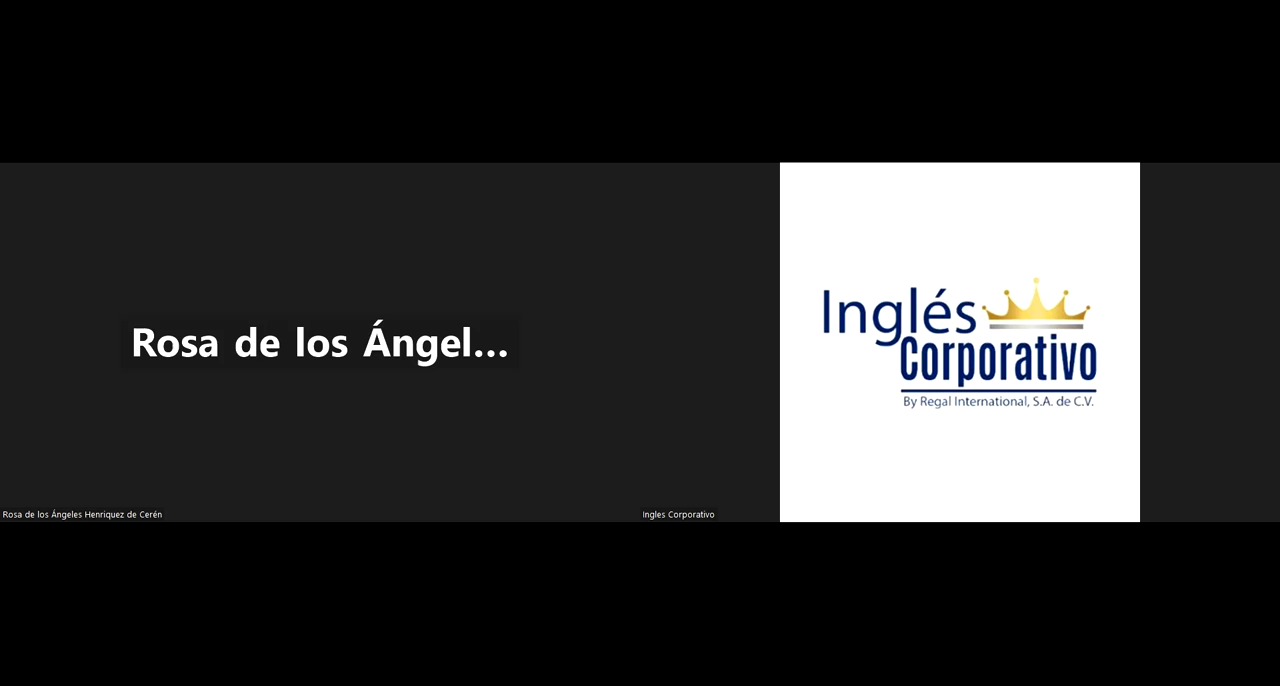 Rosa de los Ángel...
Inglés
Corporativo
By Regal International, S.A. de C.V.
Rosa de los Ángeles Henriquez de Cerén
Ingles Corporativo